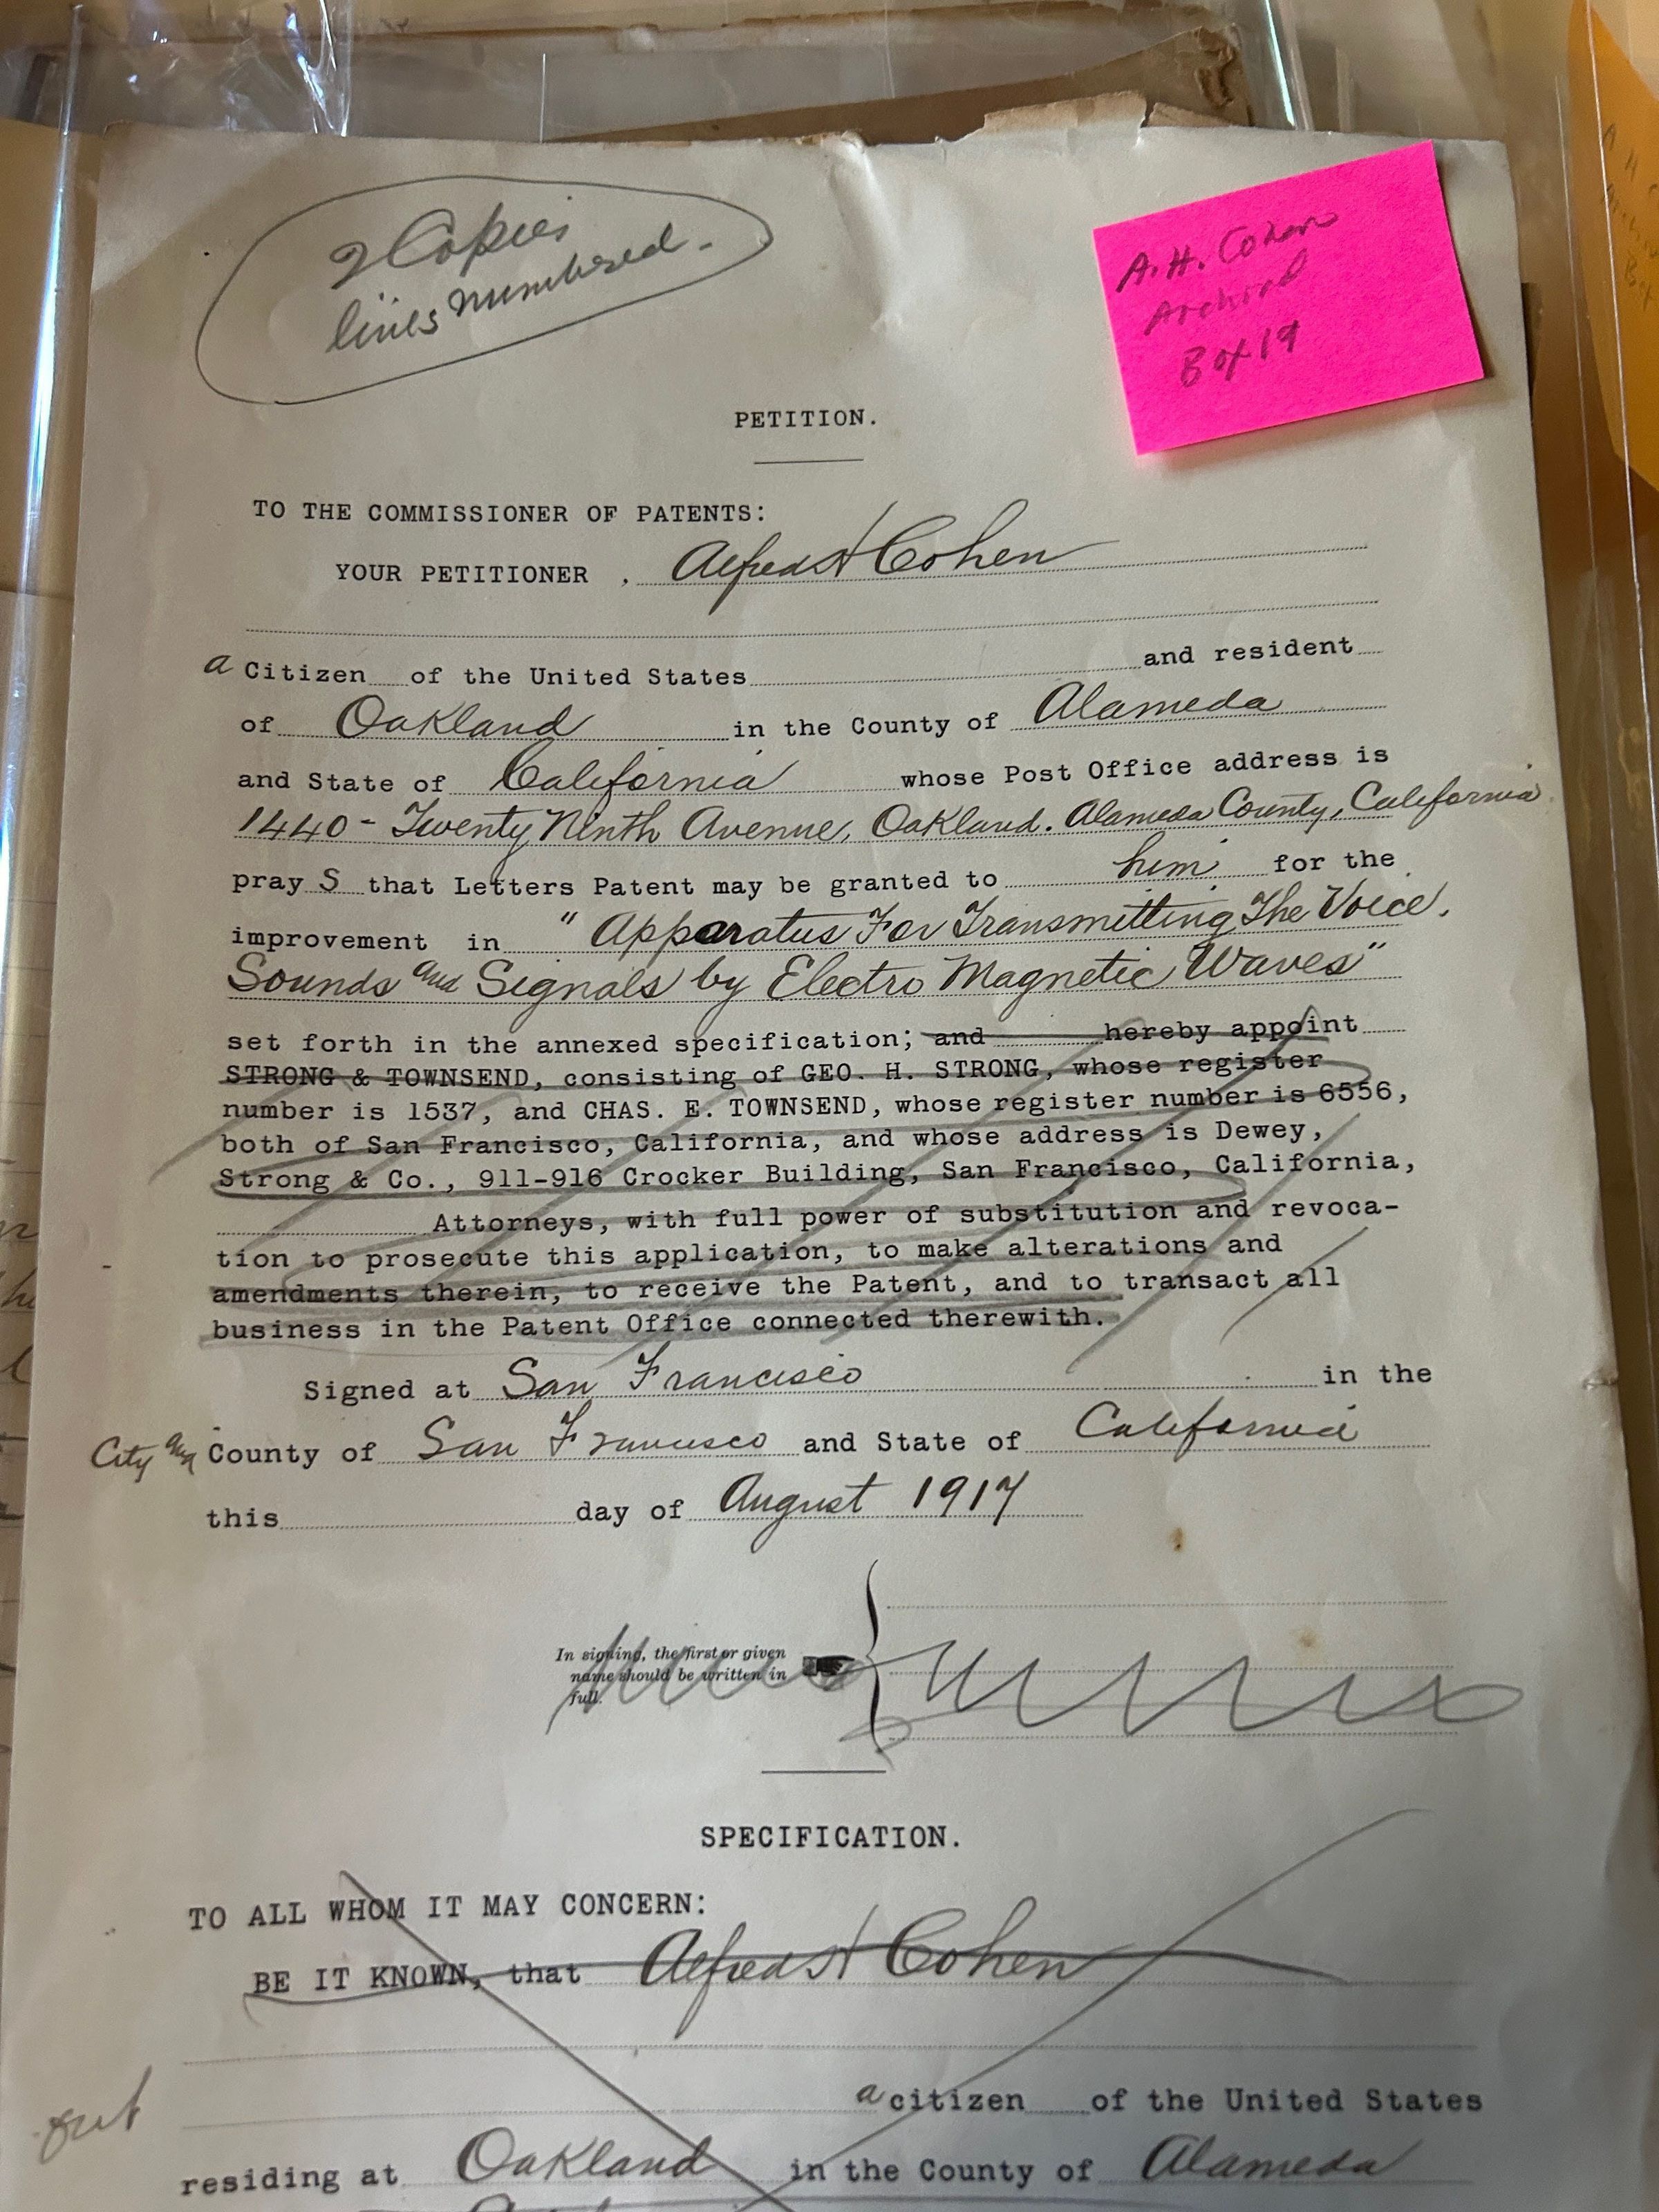 2 Copies
lines numbered.
A.H. Cohen
Archival
Box 19
PETITION.
TO THE COMMISSIONER OF PATENTS:
YOUR PETITIONER , Alfred H Cohen
a Citizen of the United States and resident
of Oakland in the County of Alameda
and State of California whose Post Office address is
1440 - Twenty Ninth Avenue, Oakland. Alameda County, California
pray S that Letters Patent may be granted to him for the
improvement in " Apparatus For Transmitting The Voice,
Sounds and Signals by Electro Magnetic Waves"
set forth in the annexed specification; and hereby appoint
STRONG & TOWNSEND, consisting of GEO. H. STRONG, whose register
number is 1537, and CHAS. E. TOWNSEND, whose register number is 6556,
both of San Francisco, California, and whose address is Dewey,
Strong & Co., 911-916 Crocker Building, San Francisco, California,
Attorneys, with full power of substitution and revoca-
tion to prosecute this application, to make alterations and
amendments therein, to receive the Patent, and to transact all
business in the Patent Office connected therewith.
Signed at San Francisco in the
City and County of San Francisco and State of California
this day of August 1917
In signing, the first or given
name should be written in
full.
SPECIFICATION.
TO ALL WHOM IT MAY CONCERN:
BE IT KNOWN, that Alfred H Cohen
a citizen of the United States
out
residing at Oakland in the County of Alameda